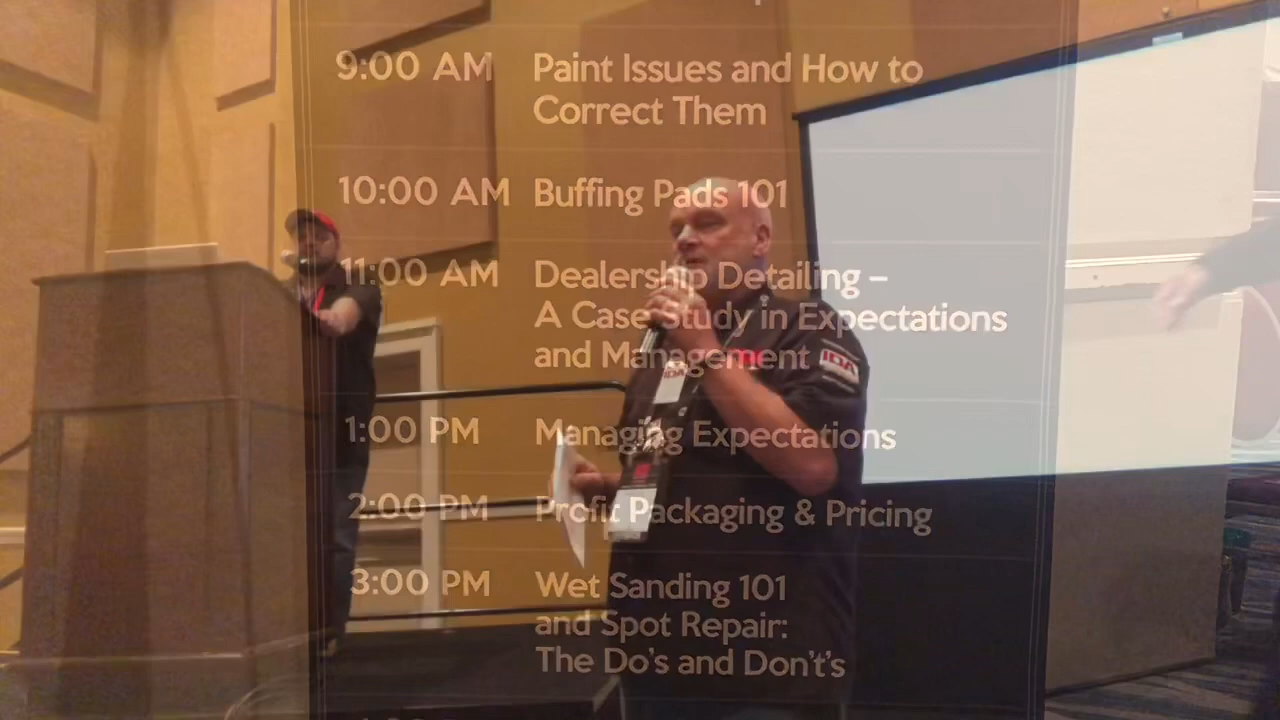 9:00 AM Paint Issues and How to
Correct Them
10:00 AM Buffing Pads 101
11:00 AM Dealership Detailing –
A Case Study in Expectations
and Management
1:00 PM Managing Expectations
2:00 PM Profit Packaging & Pricing
3:00 PM Wet Sanding 101
and Spot Repair:
The Do's and Don't's
IDA
IDA